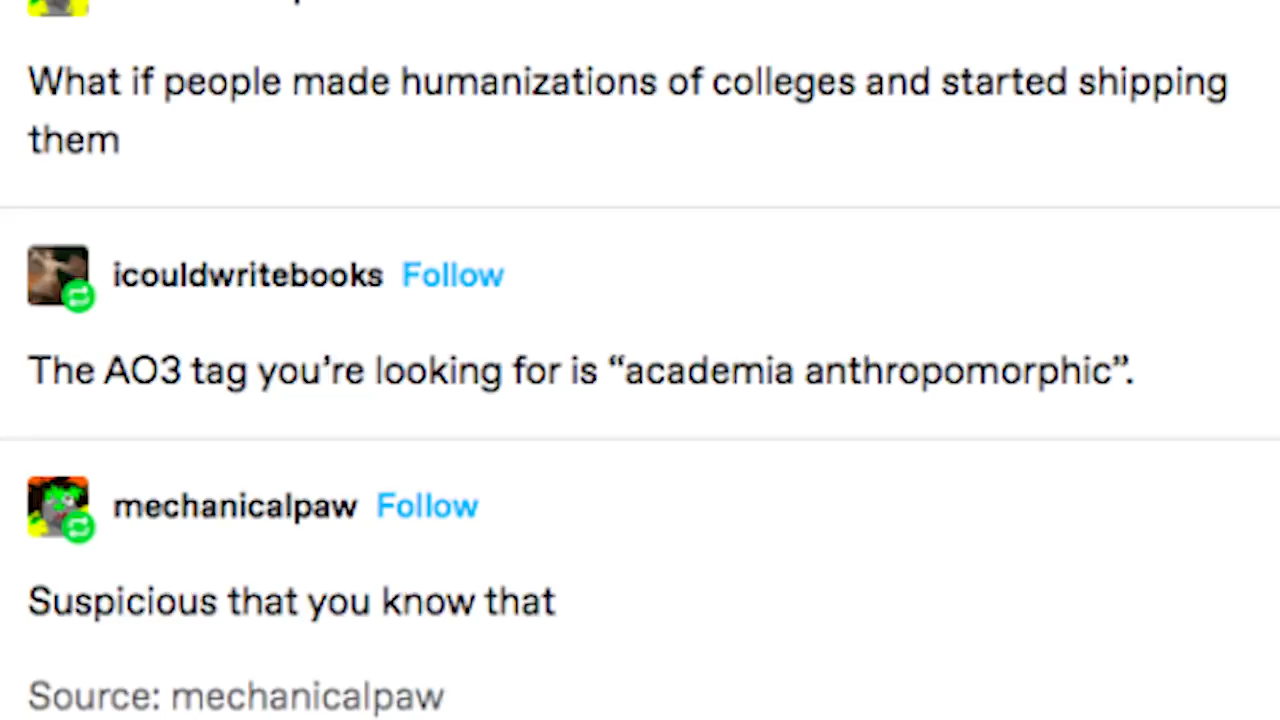 What if people made humanizations of colleges and started shipping
them
icouldwritebooks Follow
The AO3 tag you’re looking for is “academia anthropomorphic”.
mechanicalpaw Follow
Suspicious that you know that
Source: mechanicalpaw